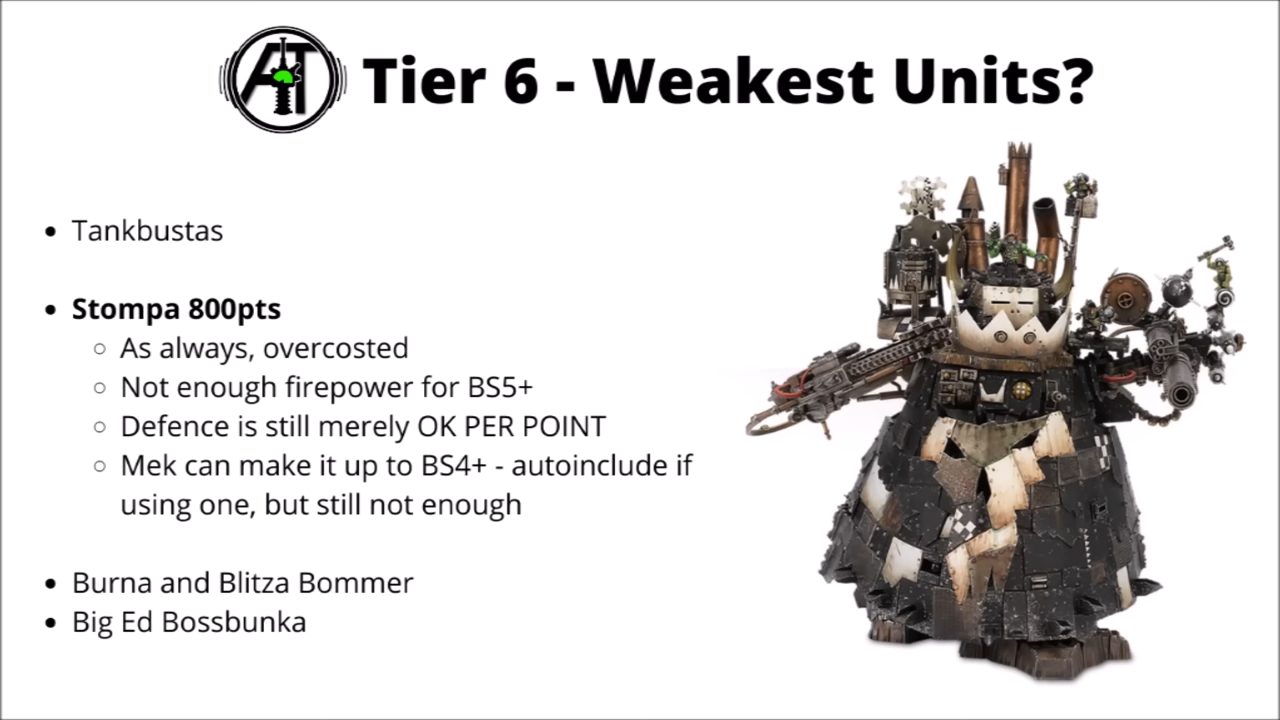 AT
Tier 6 - Weakest Units?
• Tankbustas
• Stompa 800pts
○ As always, overcosted
○ Not enough firepower for BS5+
○ Defence is still merely OK PER POINT
○ Mek can make it up to BS4+ - autoinclude if
using one, but still not enough
• Burna and Blitza Bommer
• Big Ed Bossbunka